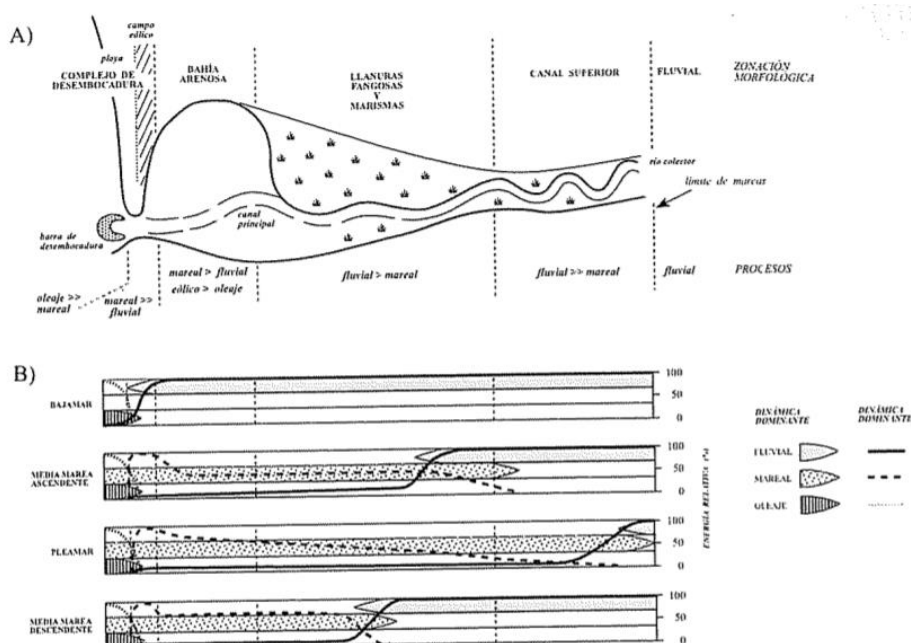 A)
campo
eólico
playa
COMPLEJO DE
DESEMBOCADURA
BAHÍA
ARENOSA
LLANURAS
FANGOSAS
Y
MARISMAS
CANAL SUPERIOR
FLUVIAL
ZONACIÓN
MORFOLÓGICA
río colector
límite de mareas
canal
principal
barra de
desembocadura
mareal > fluvial
eólico > oleaje
fluvial > mareal
fluvial >> mareal
fluvial
PROCESOS
oleaje >>
mareal
mareal >>
fluvial
B)
BAJAMAR
100
50
0
MEDIA MAREA
ASCENDENTE
100
50
0
PLEAMAR
100
50
0
MEDIA MAREA
DESCENDENTE
100
50
0
ENERGÍA RELATIVA
DINÁMICA
DOMINANTE
DINÁMICA
DOMINANTE
FLUVIAL
MAREAL
OLEAJE